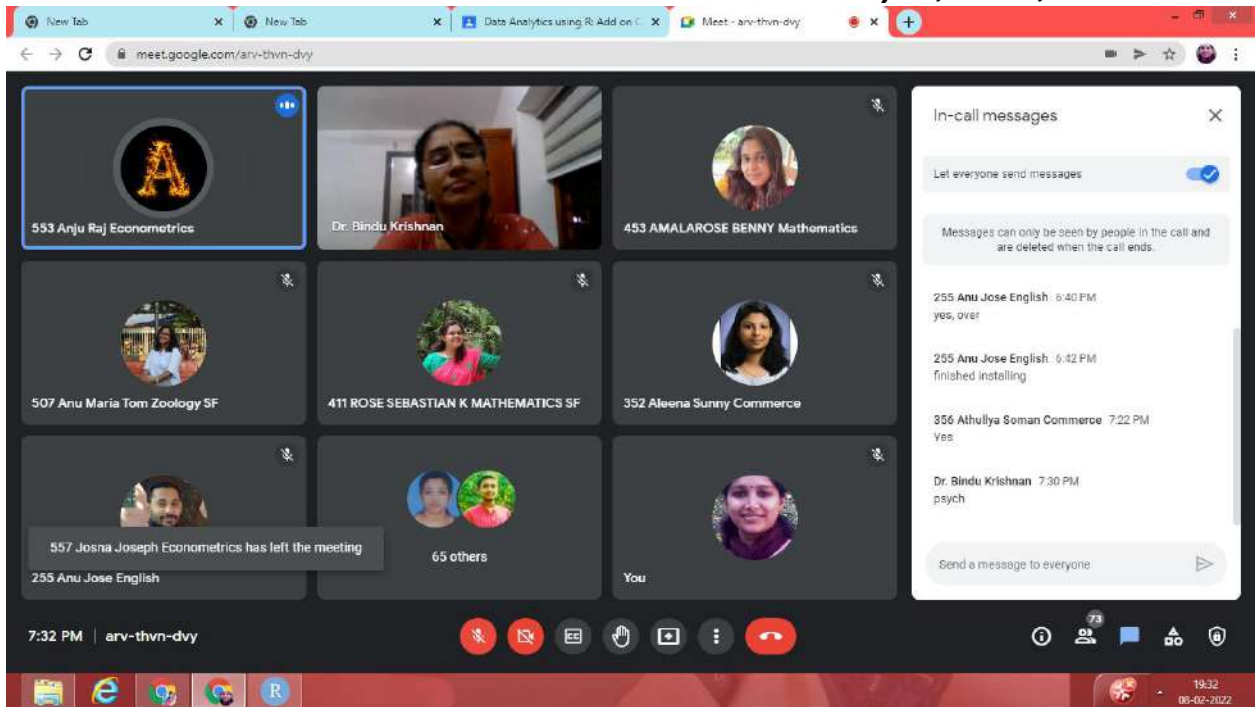 New Tab
New Tab
Data Analytics using R: Add on C
Meet - arv-thvn-dvy
meet.google.com/arv-thvn-dvy
A
553 Anju Raj Econometrics
Dr. Bindu Krishnan
453 AMALAROSE BENNY Mathematics
507 Anu Maria Tom Zoology SF
411 ROSE SEBASTIAN K MATHEMATICS SF
352 Aleena Sunny Commerce
557 Josna Joseph Econometrics has left the meeting
255 Anu Jose English
65 others
You
In-call messages
Let everyone send messages
Messages can only be seen by people in the call and
are deleted when the call ends.
255 Anu Jose English 6:40 PM
yes, over
255 Anu Jose English 6:42 PM
finished installing
356 Athullya Soman Commerce 7:22 PM
Yes
Dr. Bindu Krishnan 7:30 PM
psych
Send a message to everyone
7:32 PM | arv-thvn-dvy
CC
73
R
19:32
08-02-2022